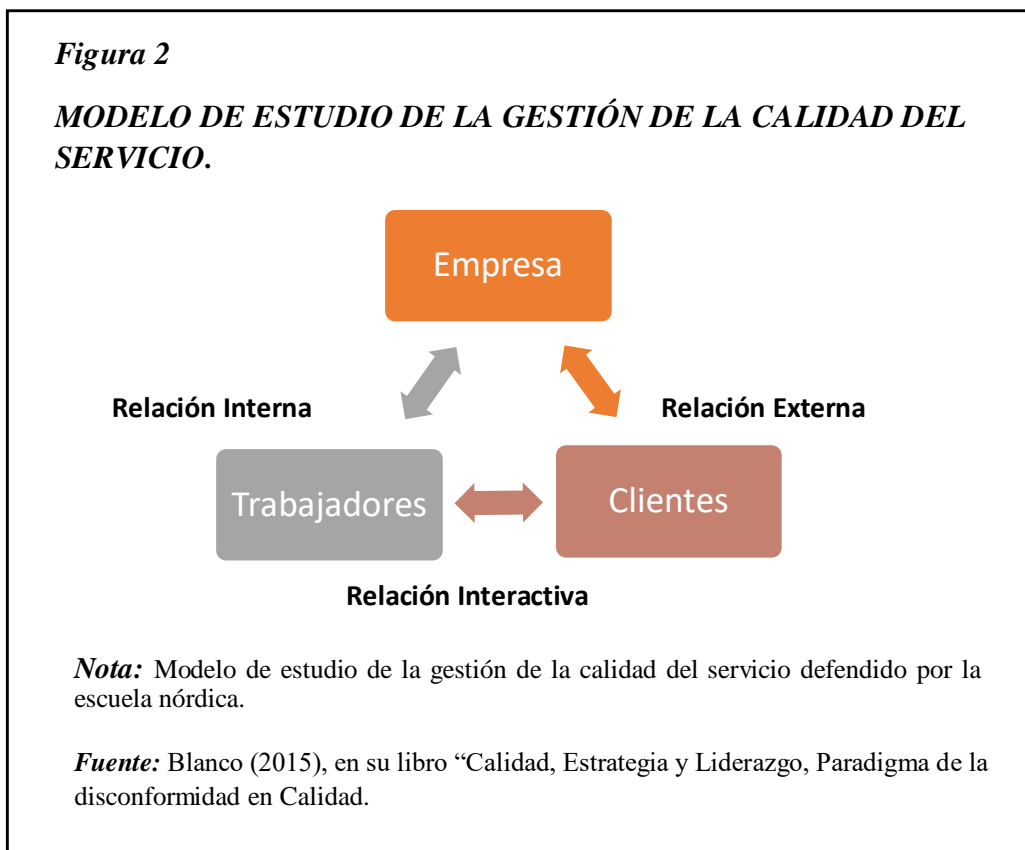 Figura 2
MODELO DE ESTUDIO DE LA GESTIÓN DE LA CALIDAD DEL
SERVICIO.
Empresa
Relación Interna
Relación Externa
Trabajadores
Clientes
Relación Interactiva
Nota: Modelo de estudio de la gestión de la calidad del servicio defendido por la
escuela nórdica.
Fuente: Blanco (2015), en su libro “Calidad, Estrategia y Liderazgo, Paradigma de la
disconformidad en Calidad.